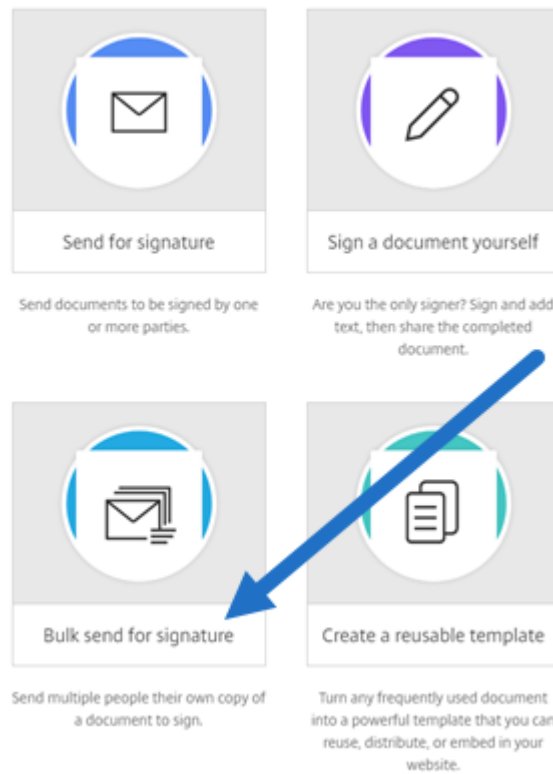 Send for signature
Send documents to be signed by one
or more parties.
Sign a document yourself
Are you the only signer? Sign and add
text, then share the completed
document.
Bulk send for signature
Send multiple people their own copy of
a document to sign.
Create a reusable template
Turn any frequently used document
into a powerful template that you can
reuse, distribute, or embed in your
website.